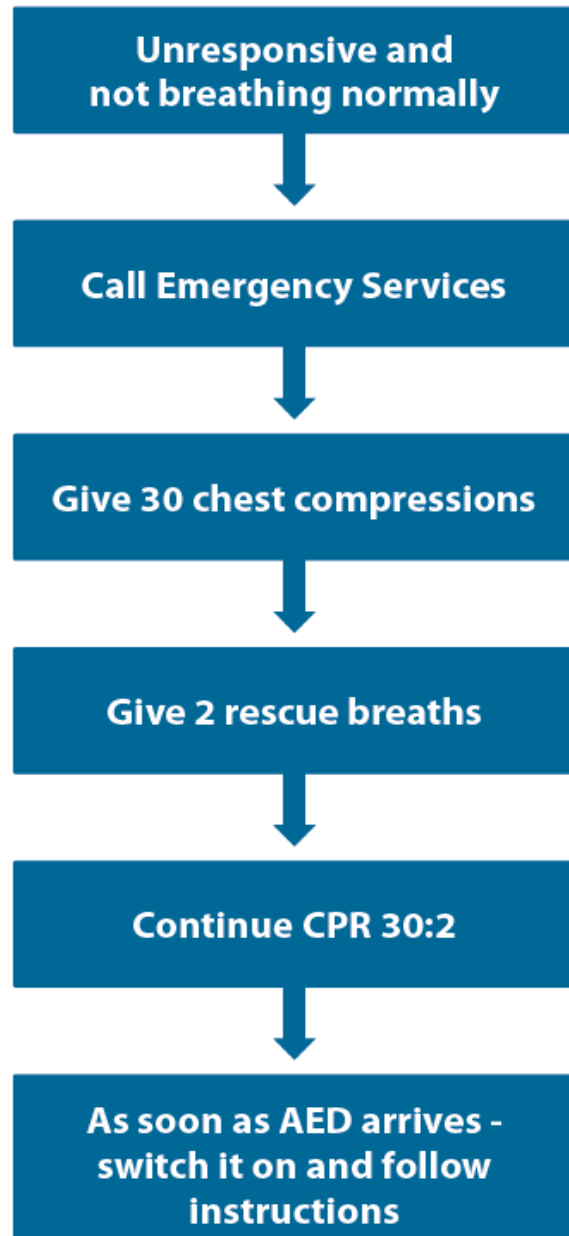 Unresponsive and
not breathing normally
Call Emergency Services
Give 30 chest compressions
Give 2 rescue breaths
Continue CPR 30:2
As soon as AED arrives -
switch it on and follow
instructions